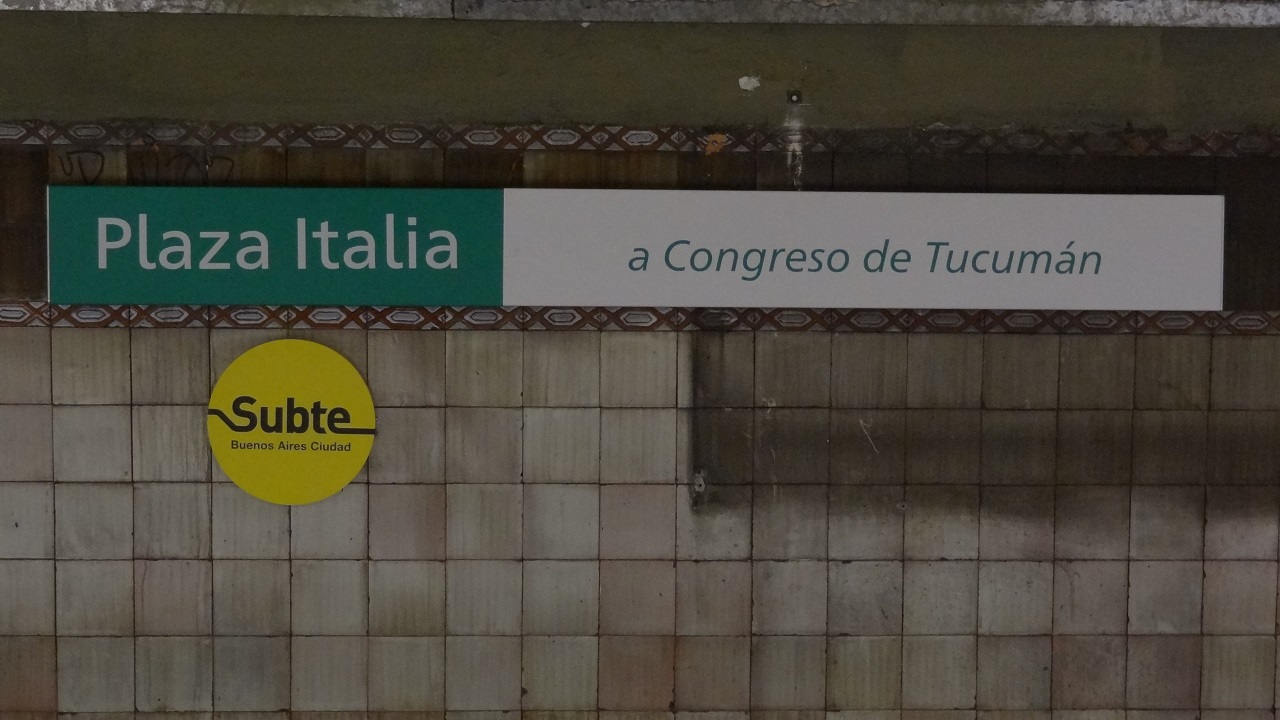 Plaza Italia
a Congreso de Tucumán
Subte
Buenos Aires Ciudad